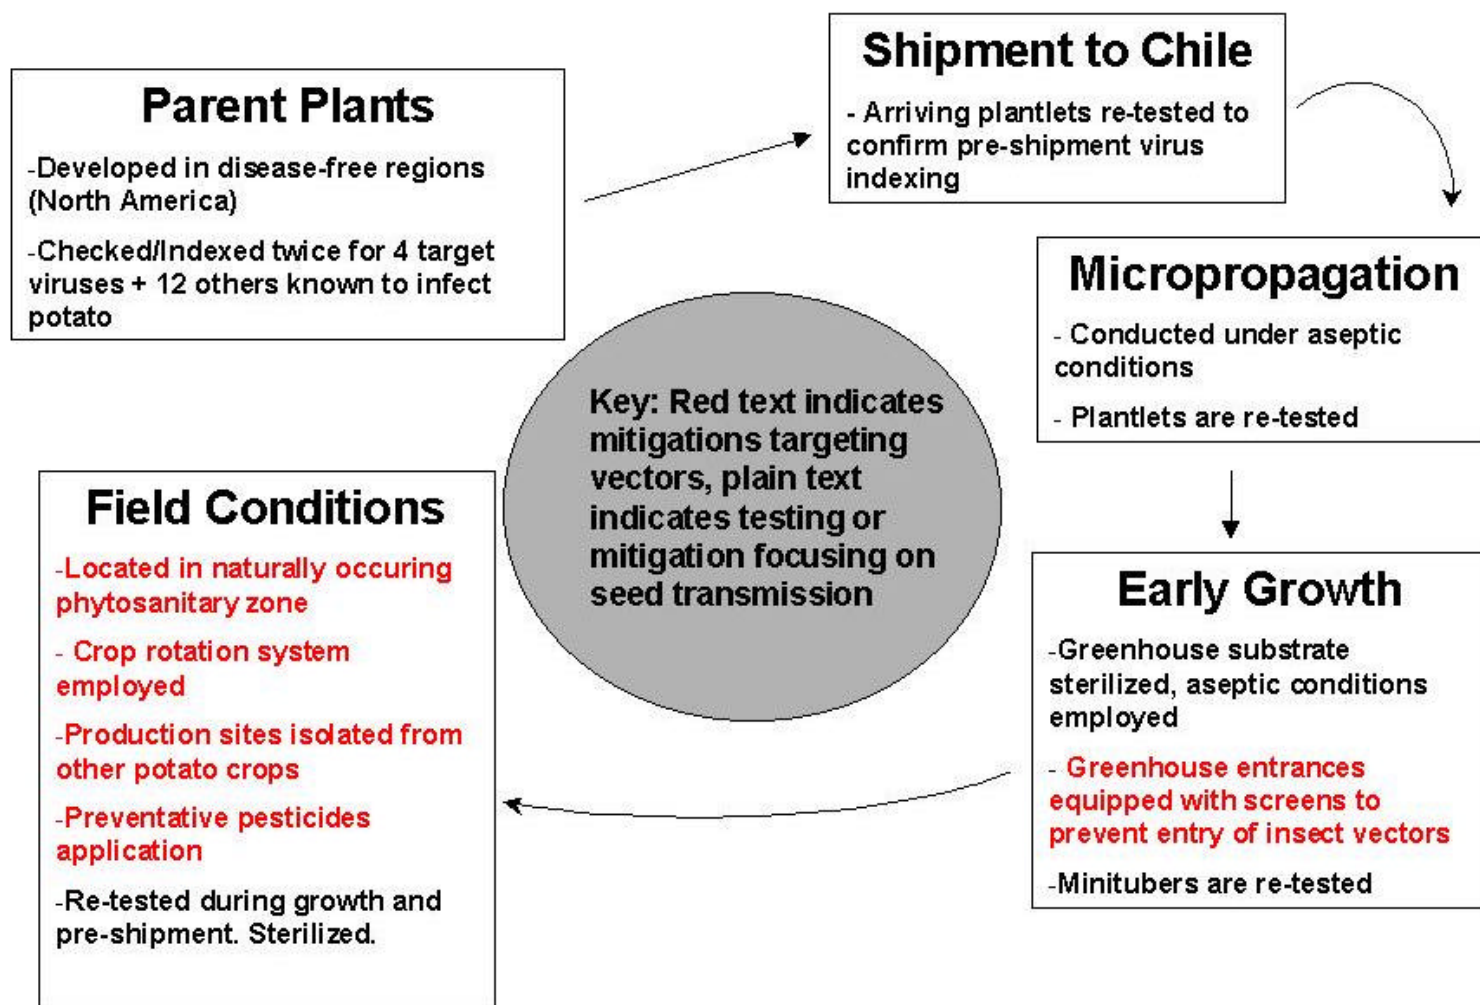 Parent Plants
-Developed in disease-free regions
(North America)
-Checked/Indexed twice for 4 target
viruses + 12 others known to infect
potato
Shipment to Chile
- Arriving plantlets re-tested to
confirm pre-shipment virus
indexing
Micropropagation
- Conducted under aseptic
conditions
- Plantlets are re-tested
Early Growth
-Greenhouse substrate
sterilized, aseptic conditions
employed
- Greenhouse entrances
equipped with screens to
prevent entry of insect vectors
-Minitubers are re-tested
Field Conditions
-Located in naturally occuring
phytosanitary zone
- Crop rotation system
employed
-Production sites isolated from
other potato crops
-Preventative pesticides
application
-Re-tested during growth and
pre-shipment. Sterilized.
Key: Red text indicates
mitigations targeting
vectors, plain text
indicates testing or
mitigation focusing on
seed transmission